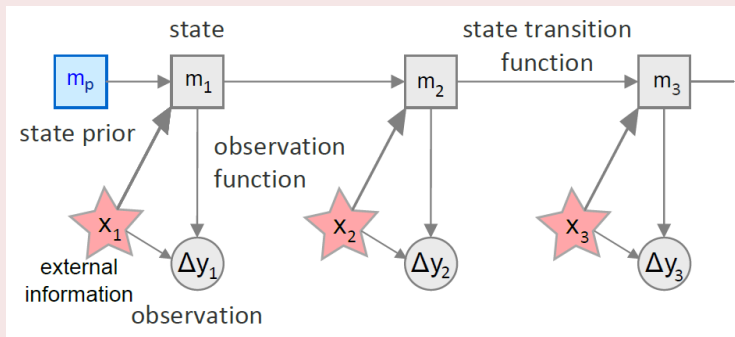 state
state transition
function
m_p
m_1
m_2
m_3
state prior
observation
function
x_1
x_2
x_3
Δy_1
Δy_2
Δy_3
external
information
observation